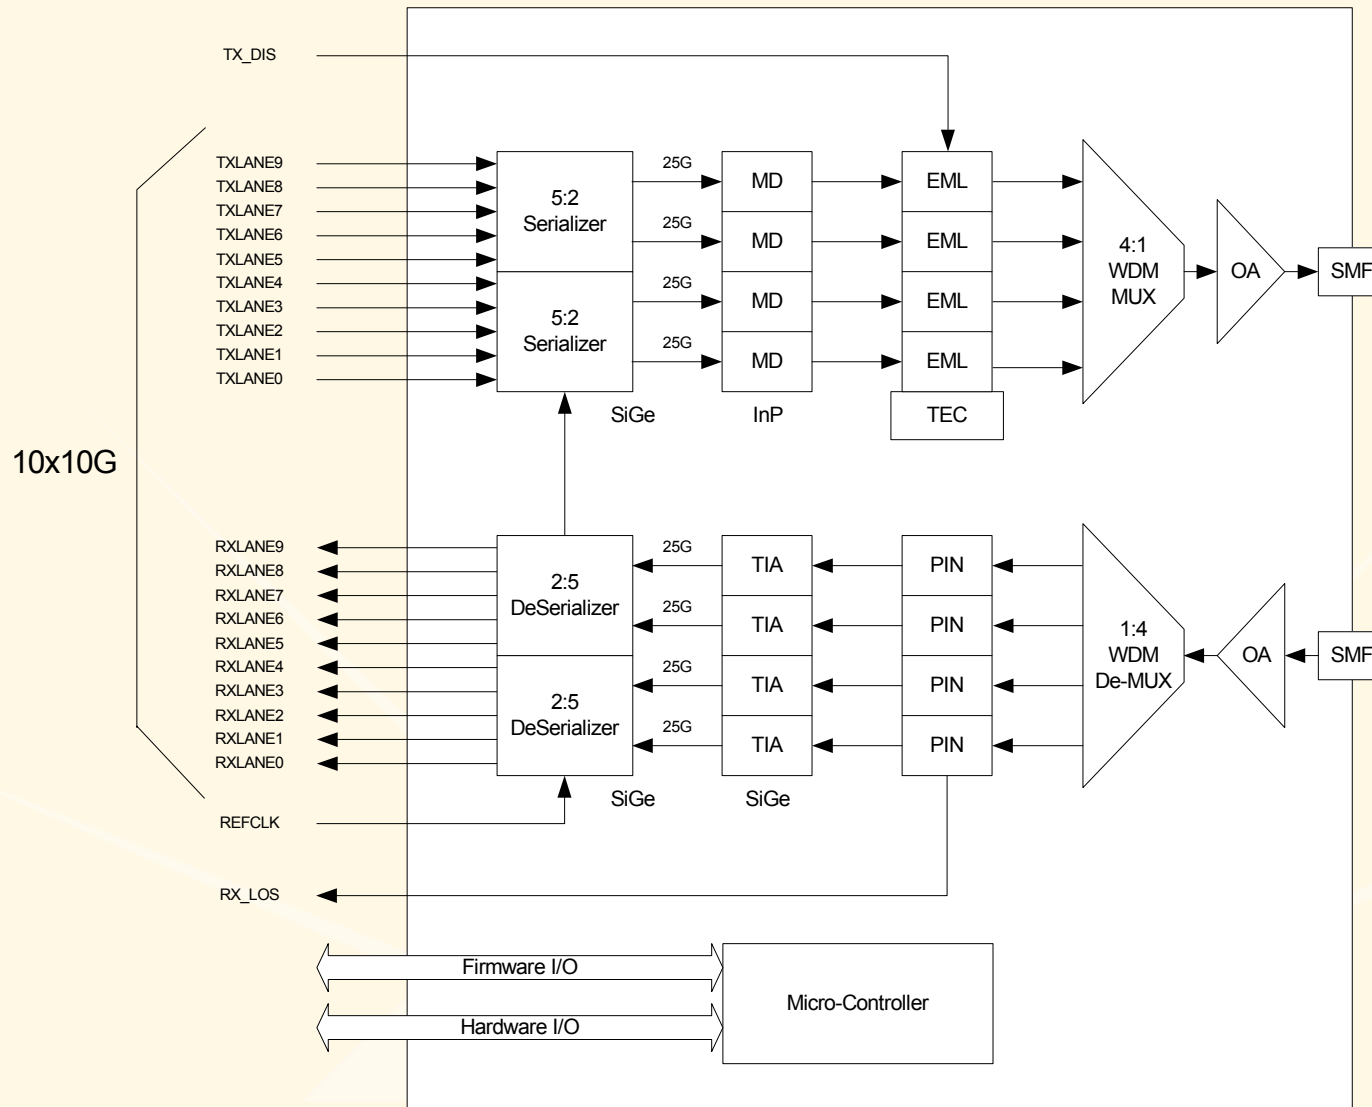 TX_DIS
TXLANE9
TXLANE8
TXLANE7
TXLANE6
TXLANE5
TXLANE4
TXLANE3
TXLANE2
TXLANE1
TXLANE0
5:2
Serializer
5:2
Serializer
SiGe
25G
25G
25G
25G
MD
MD
MD
MD
InP
EML
EML
EML
EML
TEC
4:1
WDM
MUX
OA
SMF
10x10G
RXLANE9
RXLANE8
RXLANE7
RXLANE6
RXLANE5
RXLANE4
RXLANE3
RXLANE2
RXLANE1
RXLANE0
2:5
DeSerializer
2:5
DeSerializer
SiGe
25G
25G
25G
25G
TIA
TIA
TIA
TIA
SiGe
PIN
PIN
PIN
PIN
1:4
WDM
De-MUX
OA
SMF
REFCLK
RX_LOS
Firmware I/O
Hardware I/O
Micro-Controller